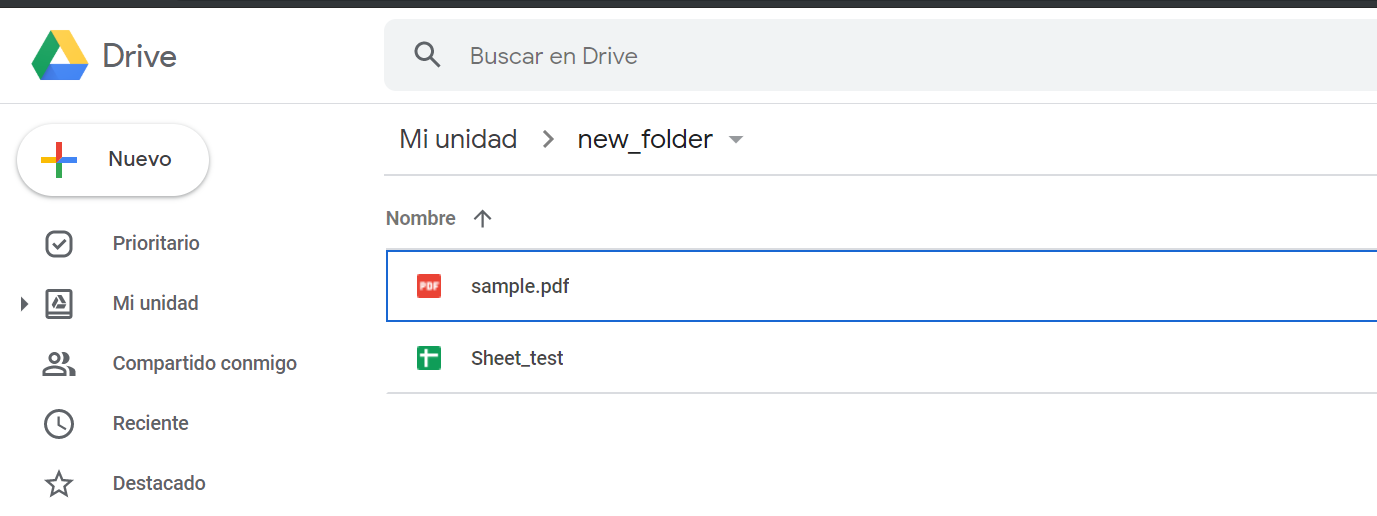 Drive
Buscar en Drive
Nuevo
Mi unidad
new_folder
Nombre
Prioritario
Mi unidad
Compartido conmigo
Reciente
Destacado
PDF
sample.pdf
Sheet_test